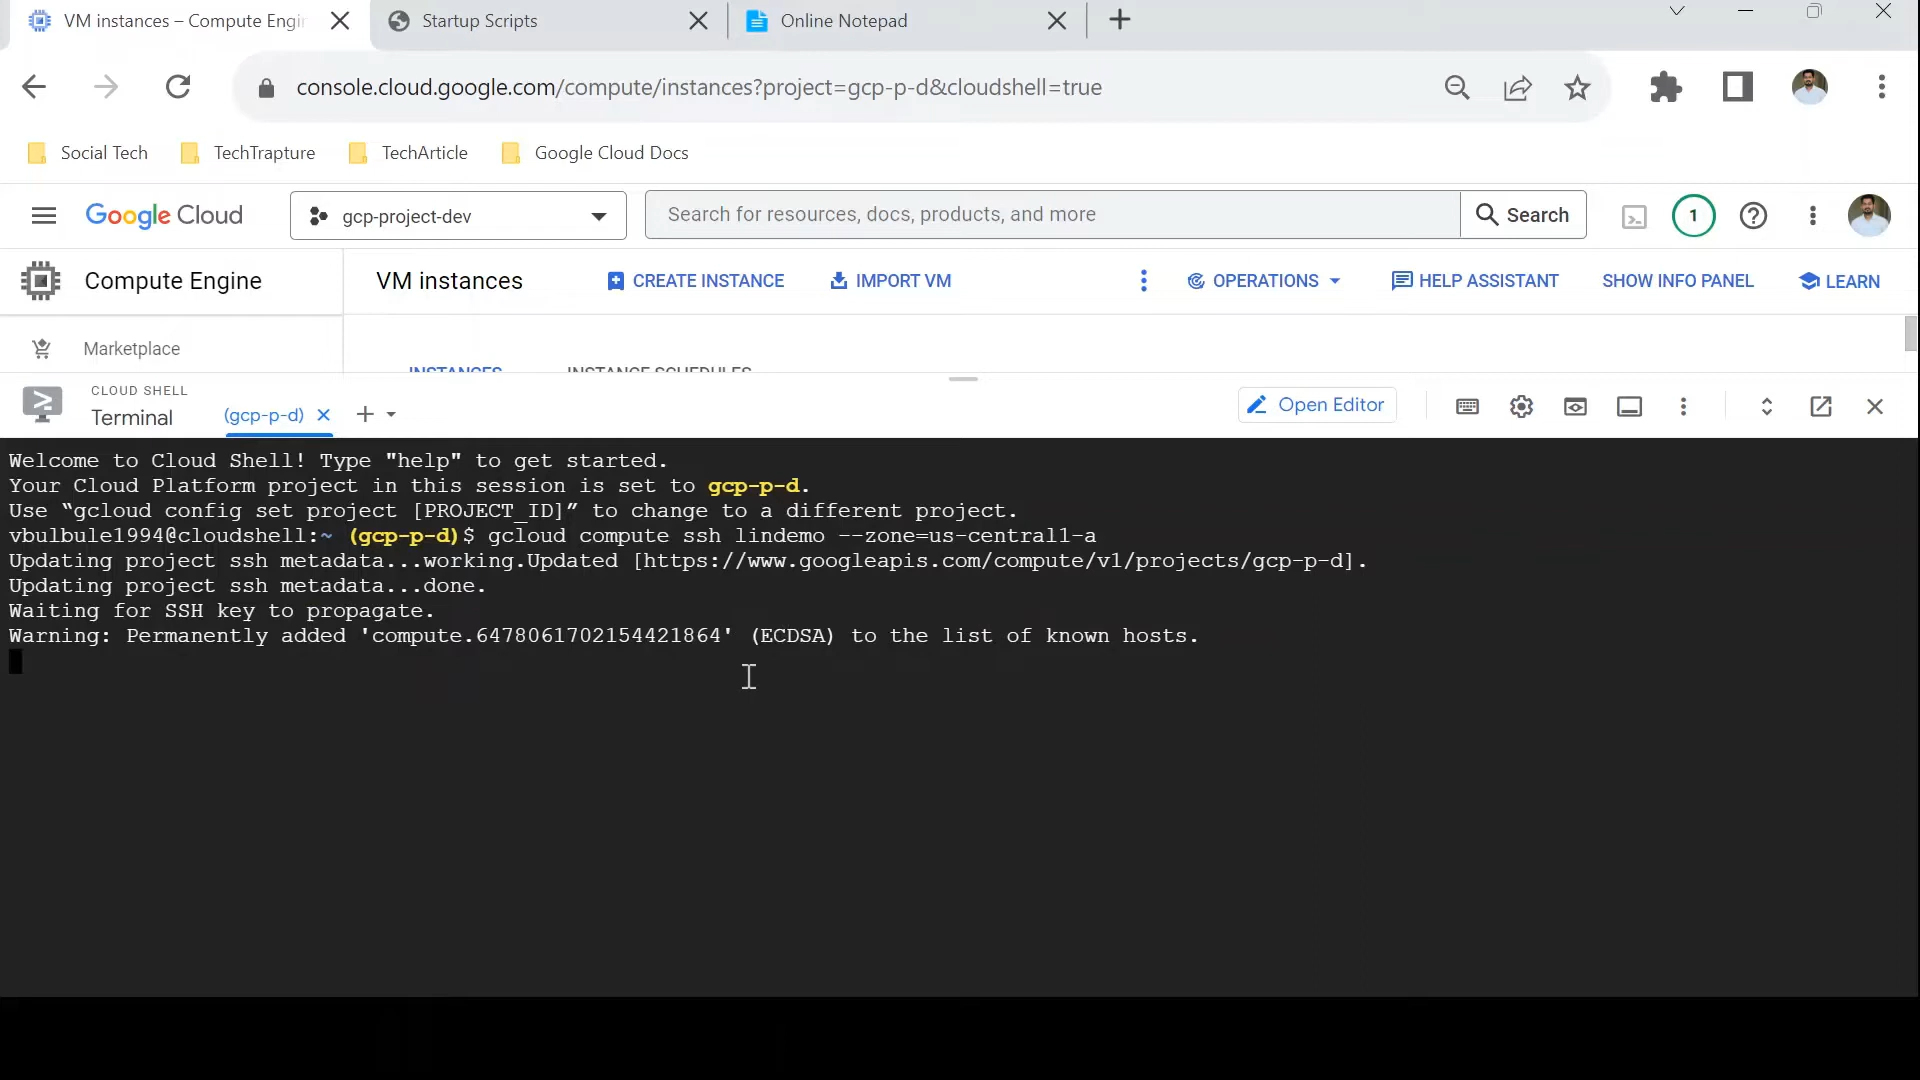 VM instances – Compute Engir
Startup Scripts
Online Notepad
console.cloud.google.com/compute/instances?project=gcp-p-d&cloudshell=true
Social Tech
TechTrapture
TechArticle
Google Cloud Docs
Google Cloud
gcp-project-dev
Search for resources, docs, products, and more
Search
1
Compute Engine
VM instances
CREATE INSTANCE
IMPORT VM
OPERATIONS
HELP ASSISTANT
SHOW INFO PANEL
LEARN
Marketplace
INSTANCES
INSTANCE SCHEDULES
CLOUD SHELL
Terminal
(gcp-p-d)
Open Editor
Welcome to Cloud Shell! Type "help" to get started.
Your Cloud Platform project in this session is set to gcp-p-d.
Use “gcloud config set project [PROJECT_ID]” to change to a different project.
vbulbule1994@cloudshell:~ (gcp-p-d)$ gcloud compute ssh lindemo --zone=us-central1-a
Updating project ssh metadata...working.Updated [https://www.googleapis.com/compute/v1/projects/gcp-p-d].
Updating project ssh metadata...done.
Waiting for SSH key to propagate.
Warning: Permanently added 'compute.6478061702154421864' (ECDSA) to the list of known hosts.